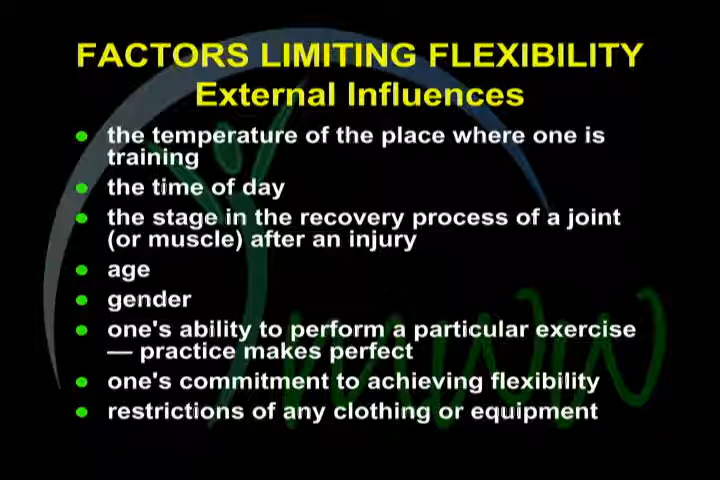 FACTORS LIMITING FLEXIBILITY
External Influences
• the temperature of the place where one is
training
• the time of day
• the stage in the recovery process of a joint
(or muscle) after an injury
• age
• gender
• one's ability to perform a particular exercise
— practice makes perfect
• one's commitment to achieving flexibility
• restrictions of any clothing or equipment